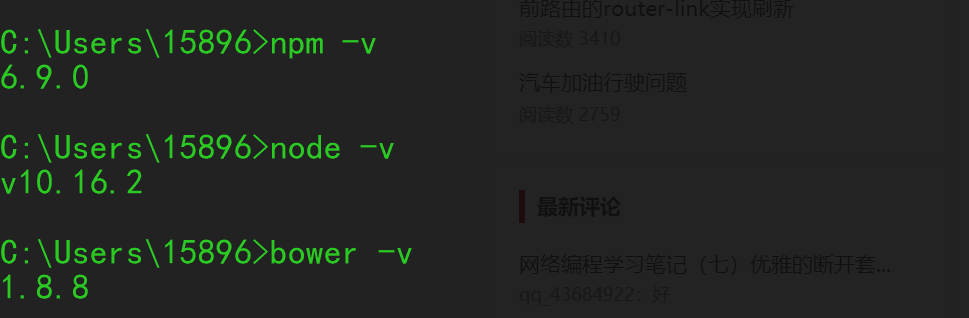 C:\Users\15896>npm -v
6.9.0
C:\Users\15896>node -v
v10.16.2
C:\Users\15896>bower -v
1.8.8
前路由的router-link实现刷新
阅读数 3410
汽车加油行驶问题
阅读数 2759
最新评论
网络编程学习笔记（七）优雅的断开套...
qq_43684922：好